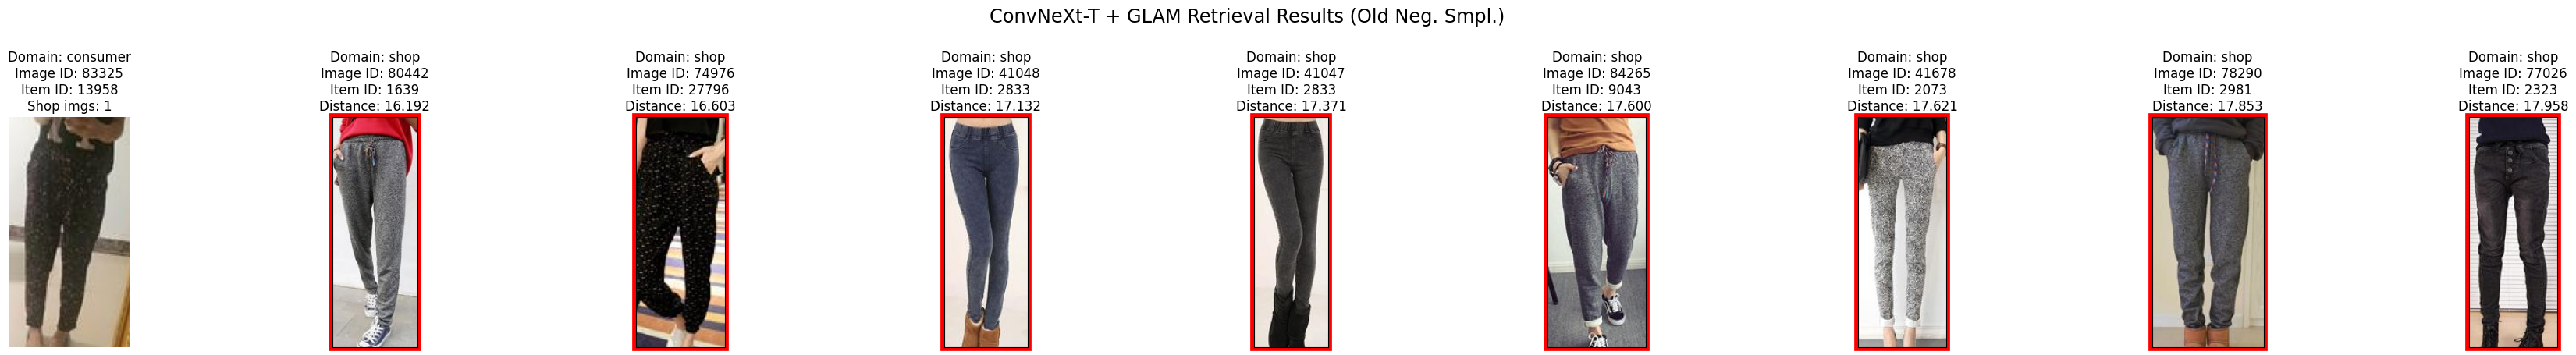 ConvNeXt-T + GLAM Retrieval Results (Old Neg. Smpl.)
Domain: consumer
Image ID: 83325
Item ID: 13958
Shop imgs: 1
Domain: shop
Image ID: 80442
Item ID: 1639
Distance: 16.192
Domain: shop
Image ID: 74976
Item ID: 27796
Distance: 16.603
Domain: shop
Image ID: 41048
Item ID: 2833
Distance: 17.132
Domain: shop
Image ID: 41047
Item ID: 2833
Distance: 17.371
Domain: shop
Image ID: 84265
Item ID: 9043
Distance: 17.600
Domain: shop
Image ID: 41678
Item ID: 2073
Distance: 17.621
Domain: shop
Image ID: 78290
Item ID: 2981
Distance: 17.853
Domain: shop
Image ID: 77026
Item ID: 2323
Distance: 17.958